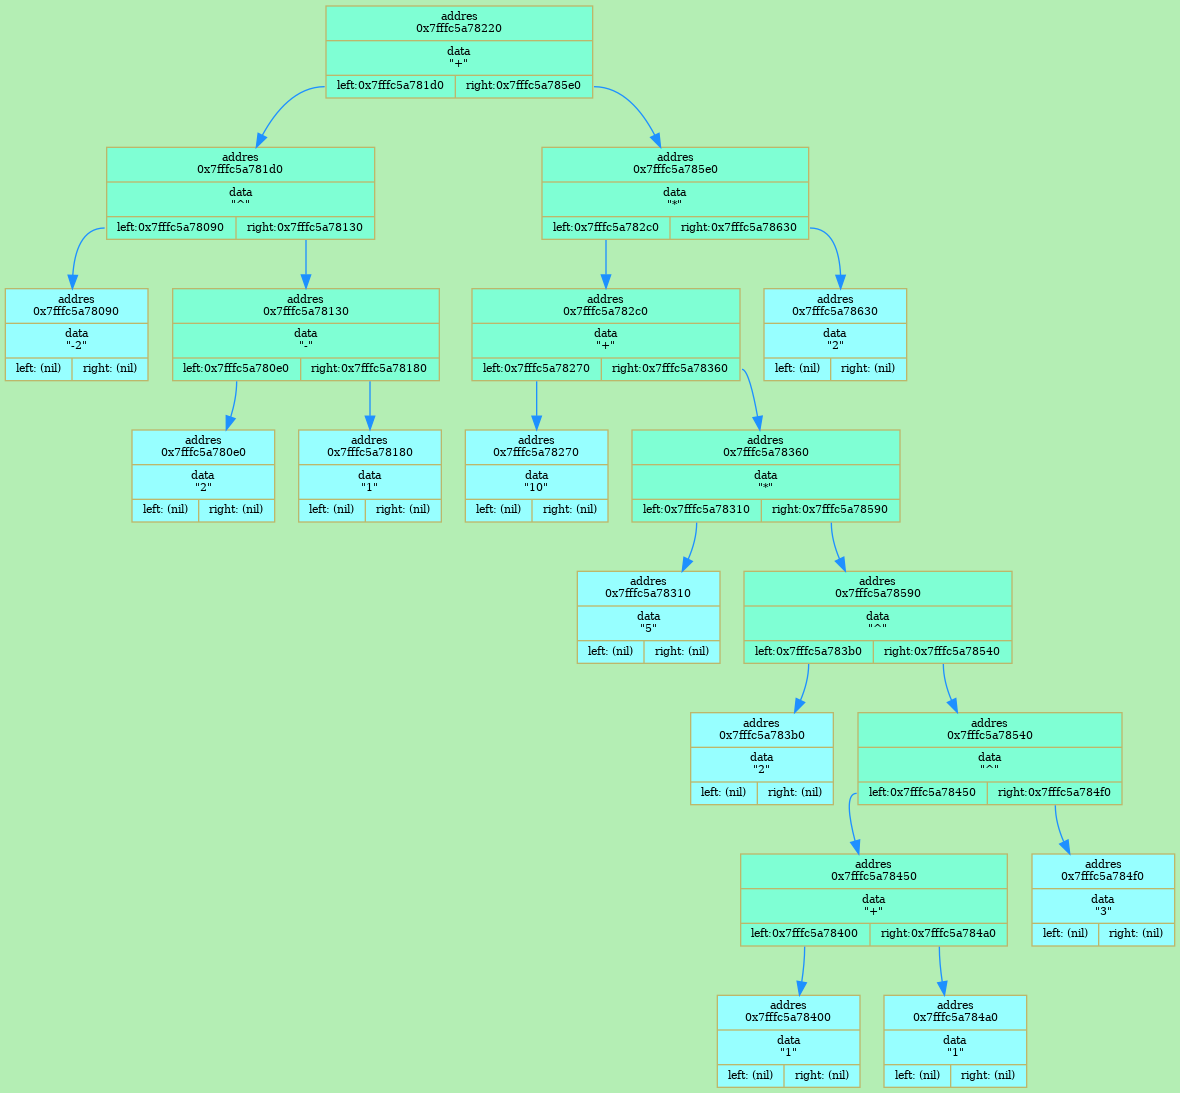 addres
0x7fffc5a78220
data
"+"
left:0x7fffc5a781d0 right:0x7fffc5a785e0
addres
0x7fffc5a781d0
data
"^"
left:0x7fffc5a78090 right:0x7fffc5a78130
addres
0x7fffc5a785e0
data
"*"
left:0x7fffc5a782c0 right:0x7fffc5a78630
addres
0x7fffc5a78090
data
"-2"
left: (nil) right: (nil)
addres
0x7fffc5a78130
data
"-"
left:0x7fffc5a780e0 right:0x7fffc5a78180
addres
0x7fffc5a782c0
data
"+"
left:0x7fffc5a78270 right:0x7fffc5a78360
addres
0x7fffc5a78630
data
"2"
left: (nil) right: (nil)
addres
0x7fffc5a780e0
data
"2"
left: (nil) right: (nil)
addres
0x7fffc5a78180
data
"1"
left: (nil) right: (nil)
addres
0x7fffc5a78270
data
"10"
left: (nil) right: (nil)
addres
0x7fffc5a78360
data
"*"
left:0x7fffc5a78310 right:0x7fffc5a78590
addres
0x7fffc5a78310
data
"5"
left: (nil) right: (nil)
addres
0x7fffc5a78590
data
"^"
left:0x7fffc5a783b0 right:0x7fffc5a78540
addres
0x7fffc5a783b0
data
"2"
left: (nil) right: (nil)
addres
0x7fffc5a78540
data
"^"
left:0x7fffc5a78450 right:0x7fffc5a784f0
addres
0x7fffc5a78450
data
"+"
left:0x7fffc5a78400 right:0x7fffc5a784a0
addres
0x7fffc5a784f0
data
"3"
left: (nil) right: (nil)
addres
0x7fffc5a78400
data
"1"
left: (nil) right: (nil)
addres
0x7fffc5a784a0
data
"1"
left: (nil) right: (nil)